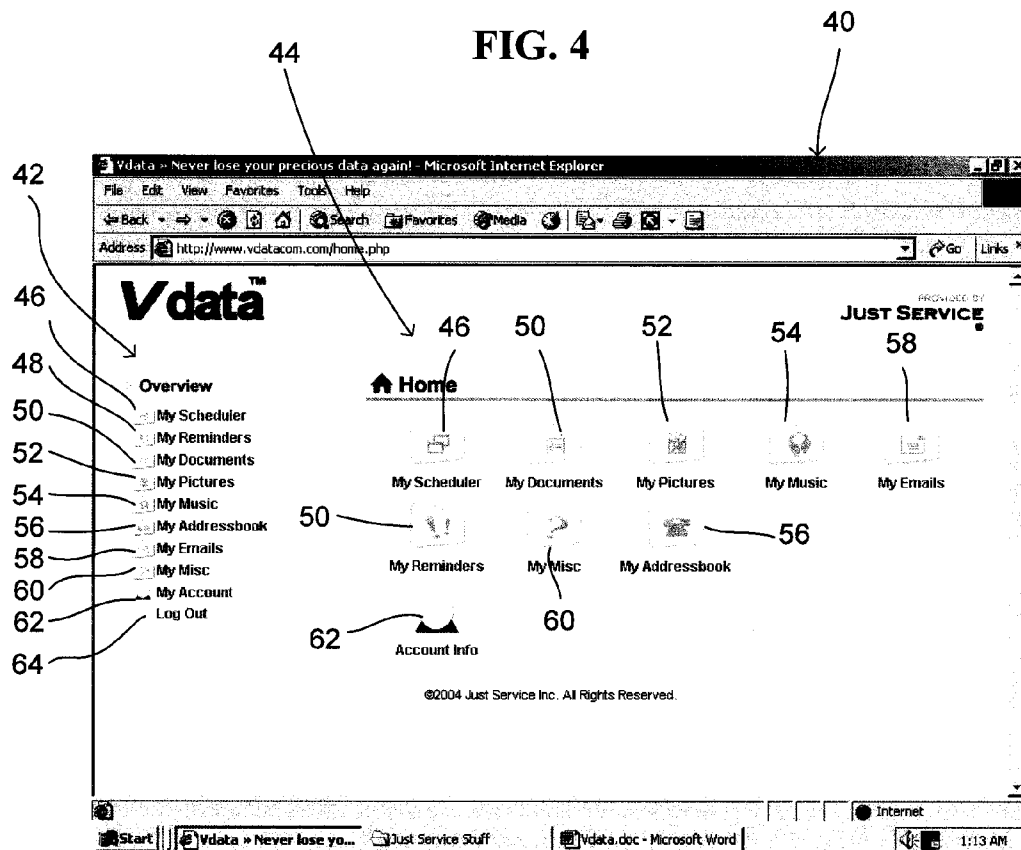 FIG. 4
40
44
42
Vdata » Never lose your precious data again! - Microsoft Internet Explorer
File Edit View Favorites Tools Help
Back Search Favorites Media
Address http://www.vdatacom.com/home.php Go Links »
Vdata™
PROVIDED BY
JUST SERVICE
46 50 52 54 58
Overview
Home
46 My Scheduler
48 My Reminders
50 My Documents
52 My Pictures
54 My Music
56 My Addressbook
58 My Emails
60 My Misc
62 My Account
64 Log Out
My Scheduler My Documents My Pictures My Music My Emails
50 60 56
My Reminders My Misc My Addressbook
62
Account Info
©2004 Just Service Inc. All Rights Reserved.
Internet
Start Vdata » Never lose yo... Just Service Stuff Vdata.doc - Microsoft Word 1:13 AM